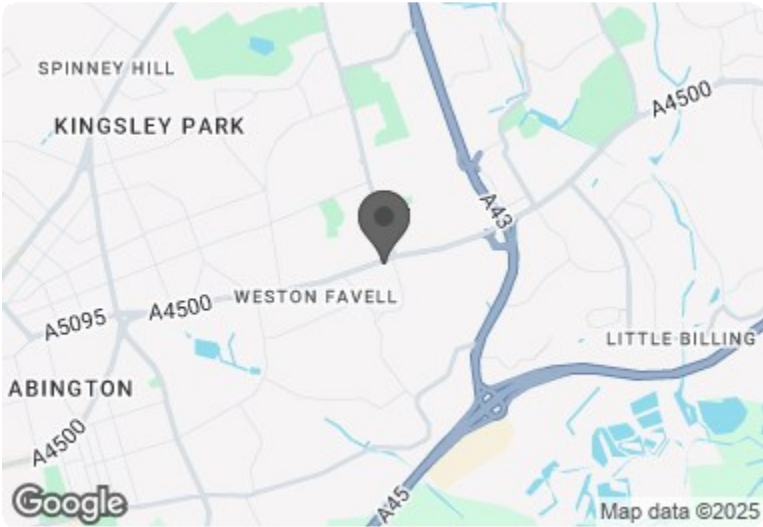 SPINNEY HILL
KINGSLEY PARK
A4500
A43
WESTON FAVELL
A4500
A5095
LITTLE BILLING
ABINGTON
A4500
A45
Google
Map data ©2025